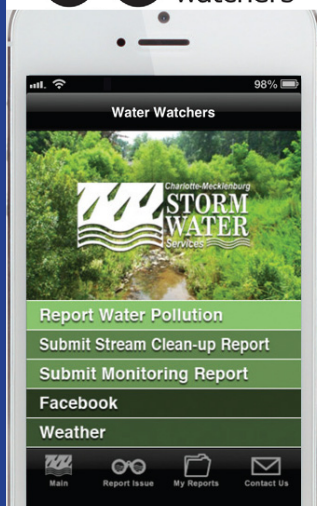 watchers
98%
Water Watchers
Charlotte-Mecklenburg
STORM
WATER
Services
Report Water Pollution
Submit Stream Clean-up Report
Submit Monitoring Report
Facebook
Weather
Main Report Issue My Reports Contact Us